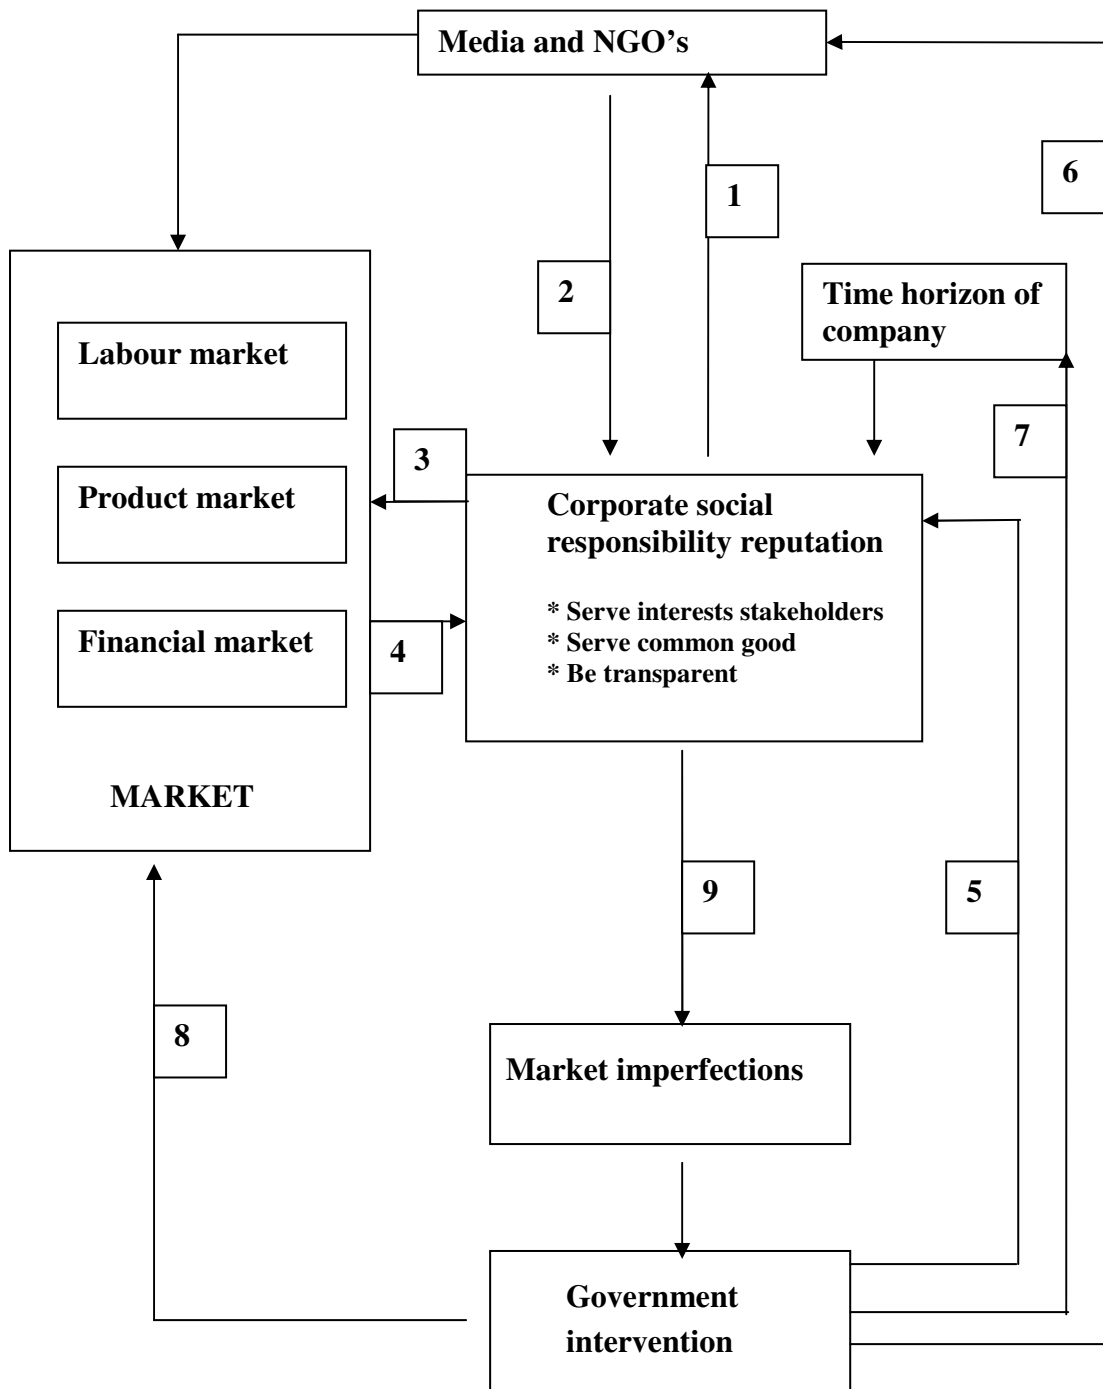 Media and NGO's
6
1
2
Time horizon of
company
Labour market
7
3
Product market
Corporate social
responsibility reputation
* Serve interests stakeholders
* Serve common good
* Be transparent
Financial market
4
MARKET
9
5
8
Market imperfections
Government
intervention